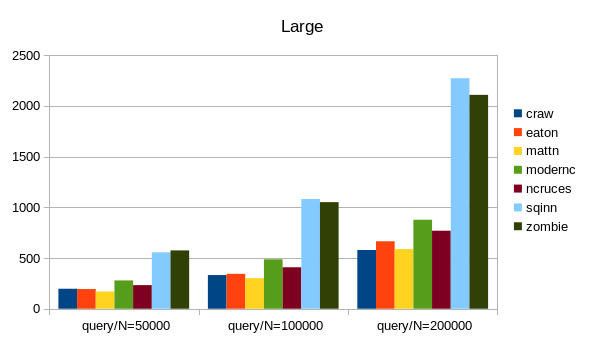 Large
2500
2000
1500
1000
500
0
query/N=50000
query/N=100000
query/N=200000
craw
eaton
mattn
modernc
ncruces
sqinn
zombie